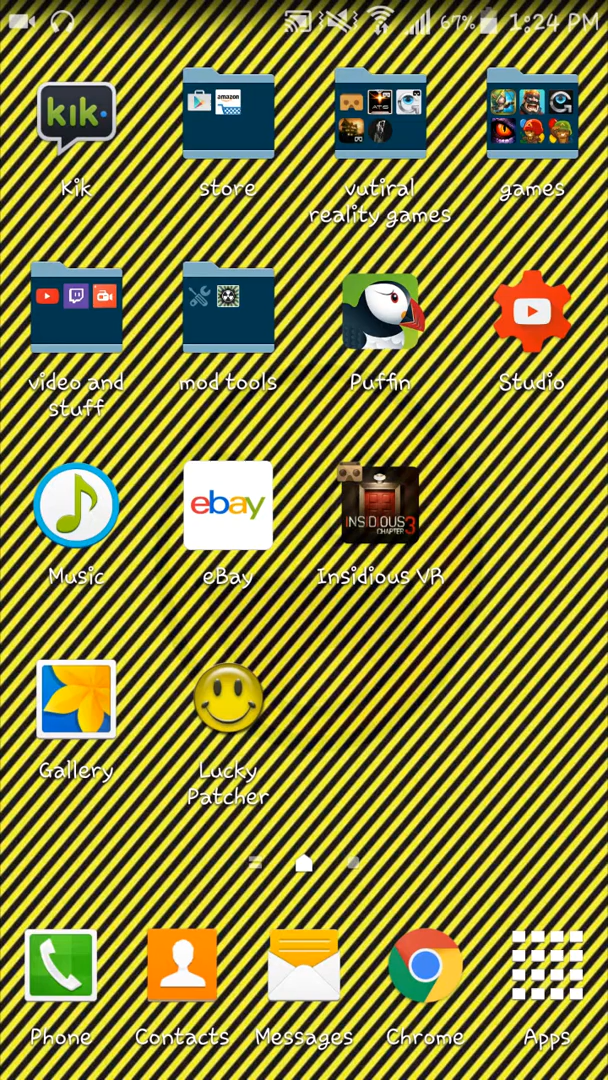 67% 1:24 PM
kik.
amazon
Kik
store
vutiral
reality games
games
video and
stuff
mod tools
Puffin
Studio
ebay
INSIDIOUS
CHAPTER 3
Music
eBay
Insidious VR
Gallery
Lucky
Patcher
Phone
Contacts
Messages
Chrome
Apps